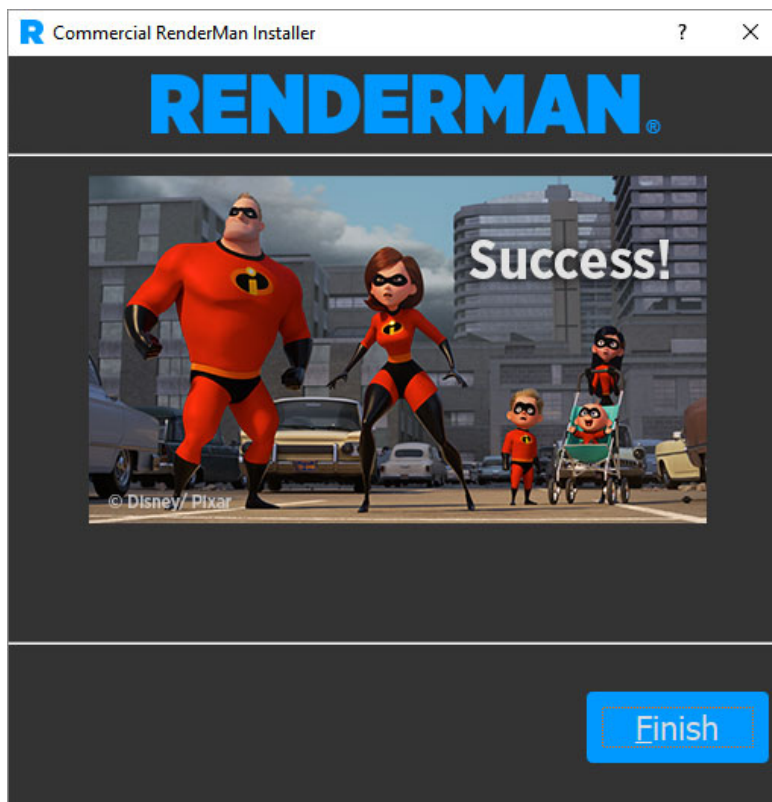 R Commercial RenderMan Installer
?
RENDERMAN®
Success!
© Disney/ Pixar
Finish